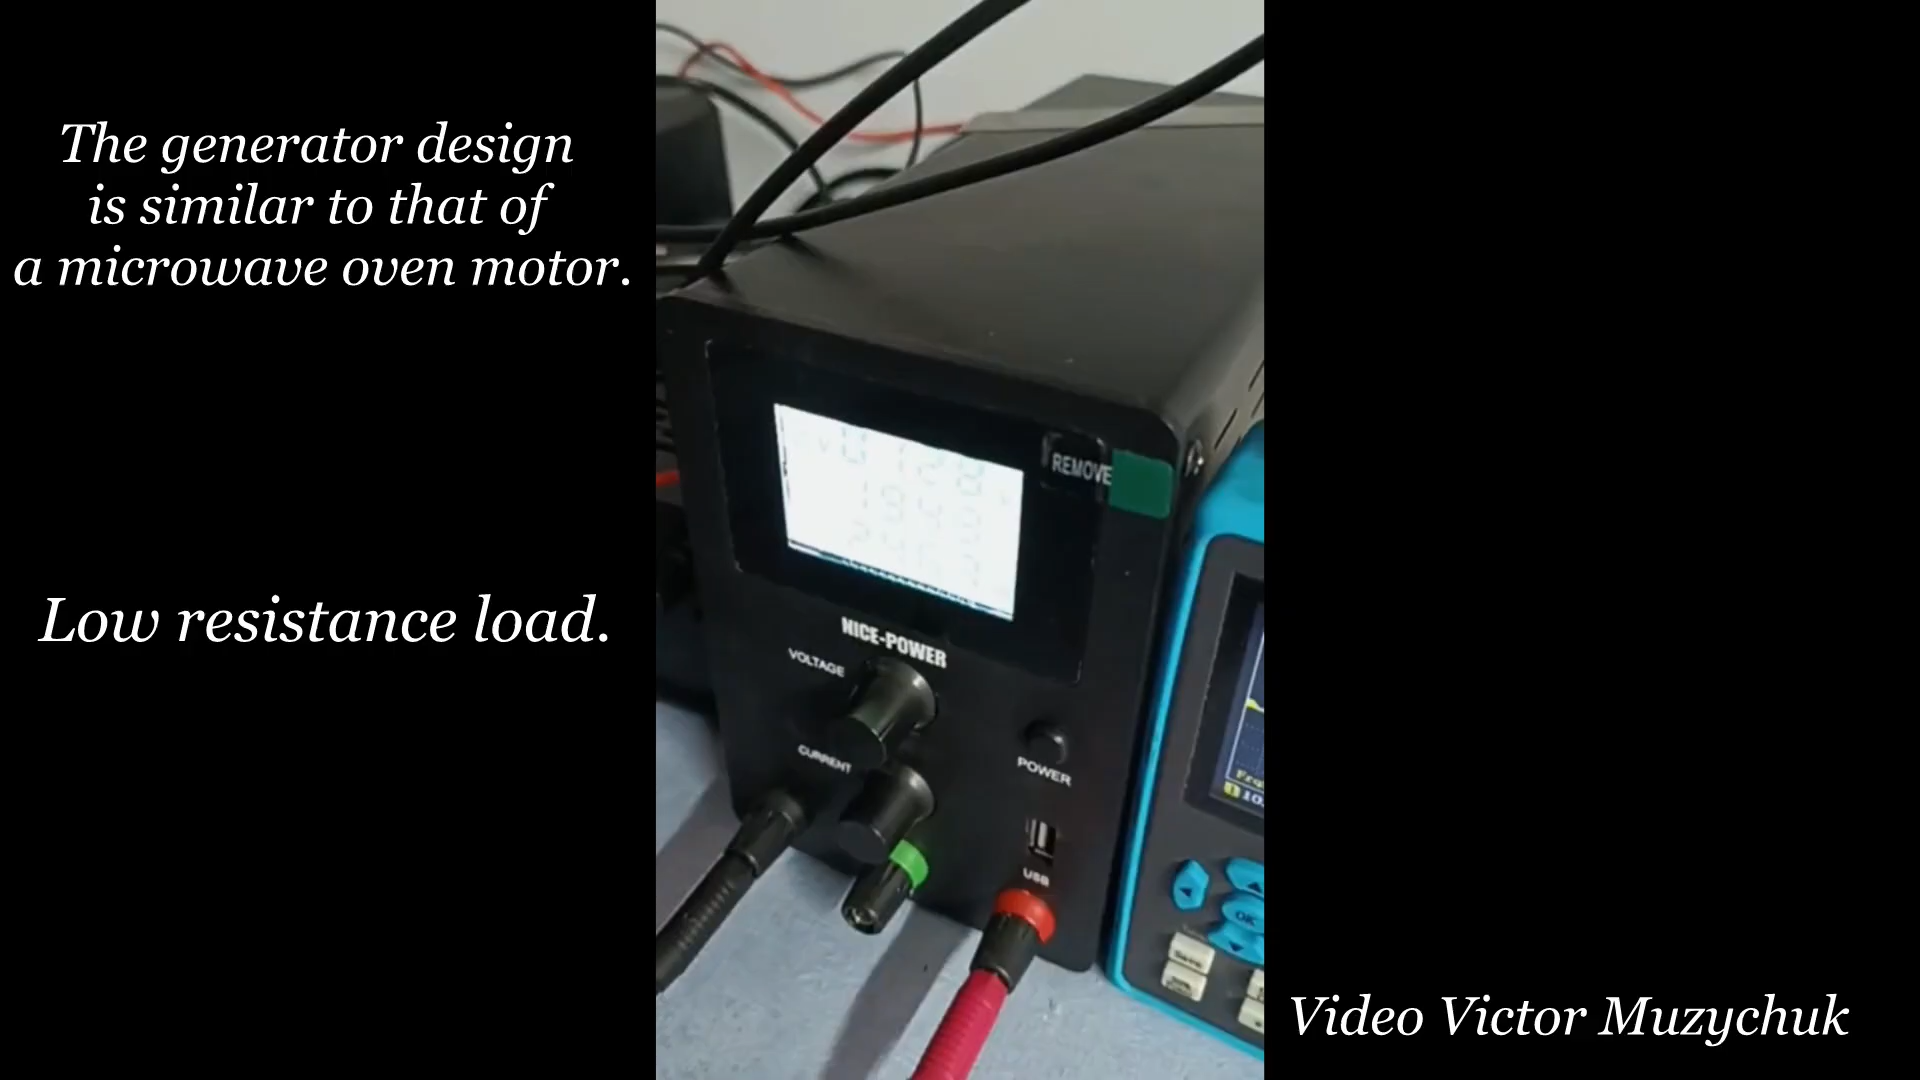 The generator design
is similar to that of
a microwave oven motor.
Low resistance load.
REMOVE
NICE-POWER
VOLTAGE
CURRENT
POWER
USB
OK
Save
Video Victor Muzychuk